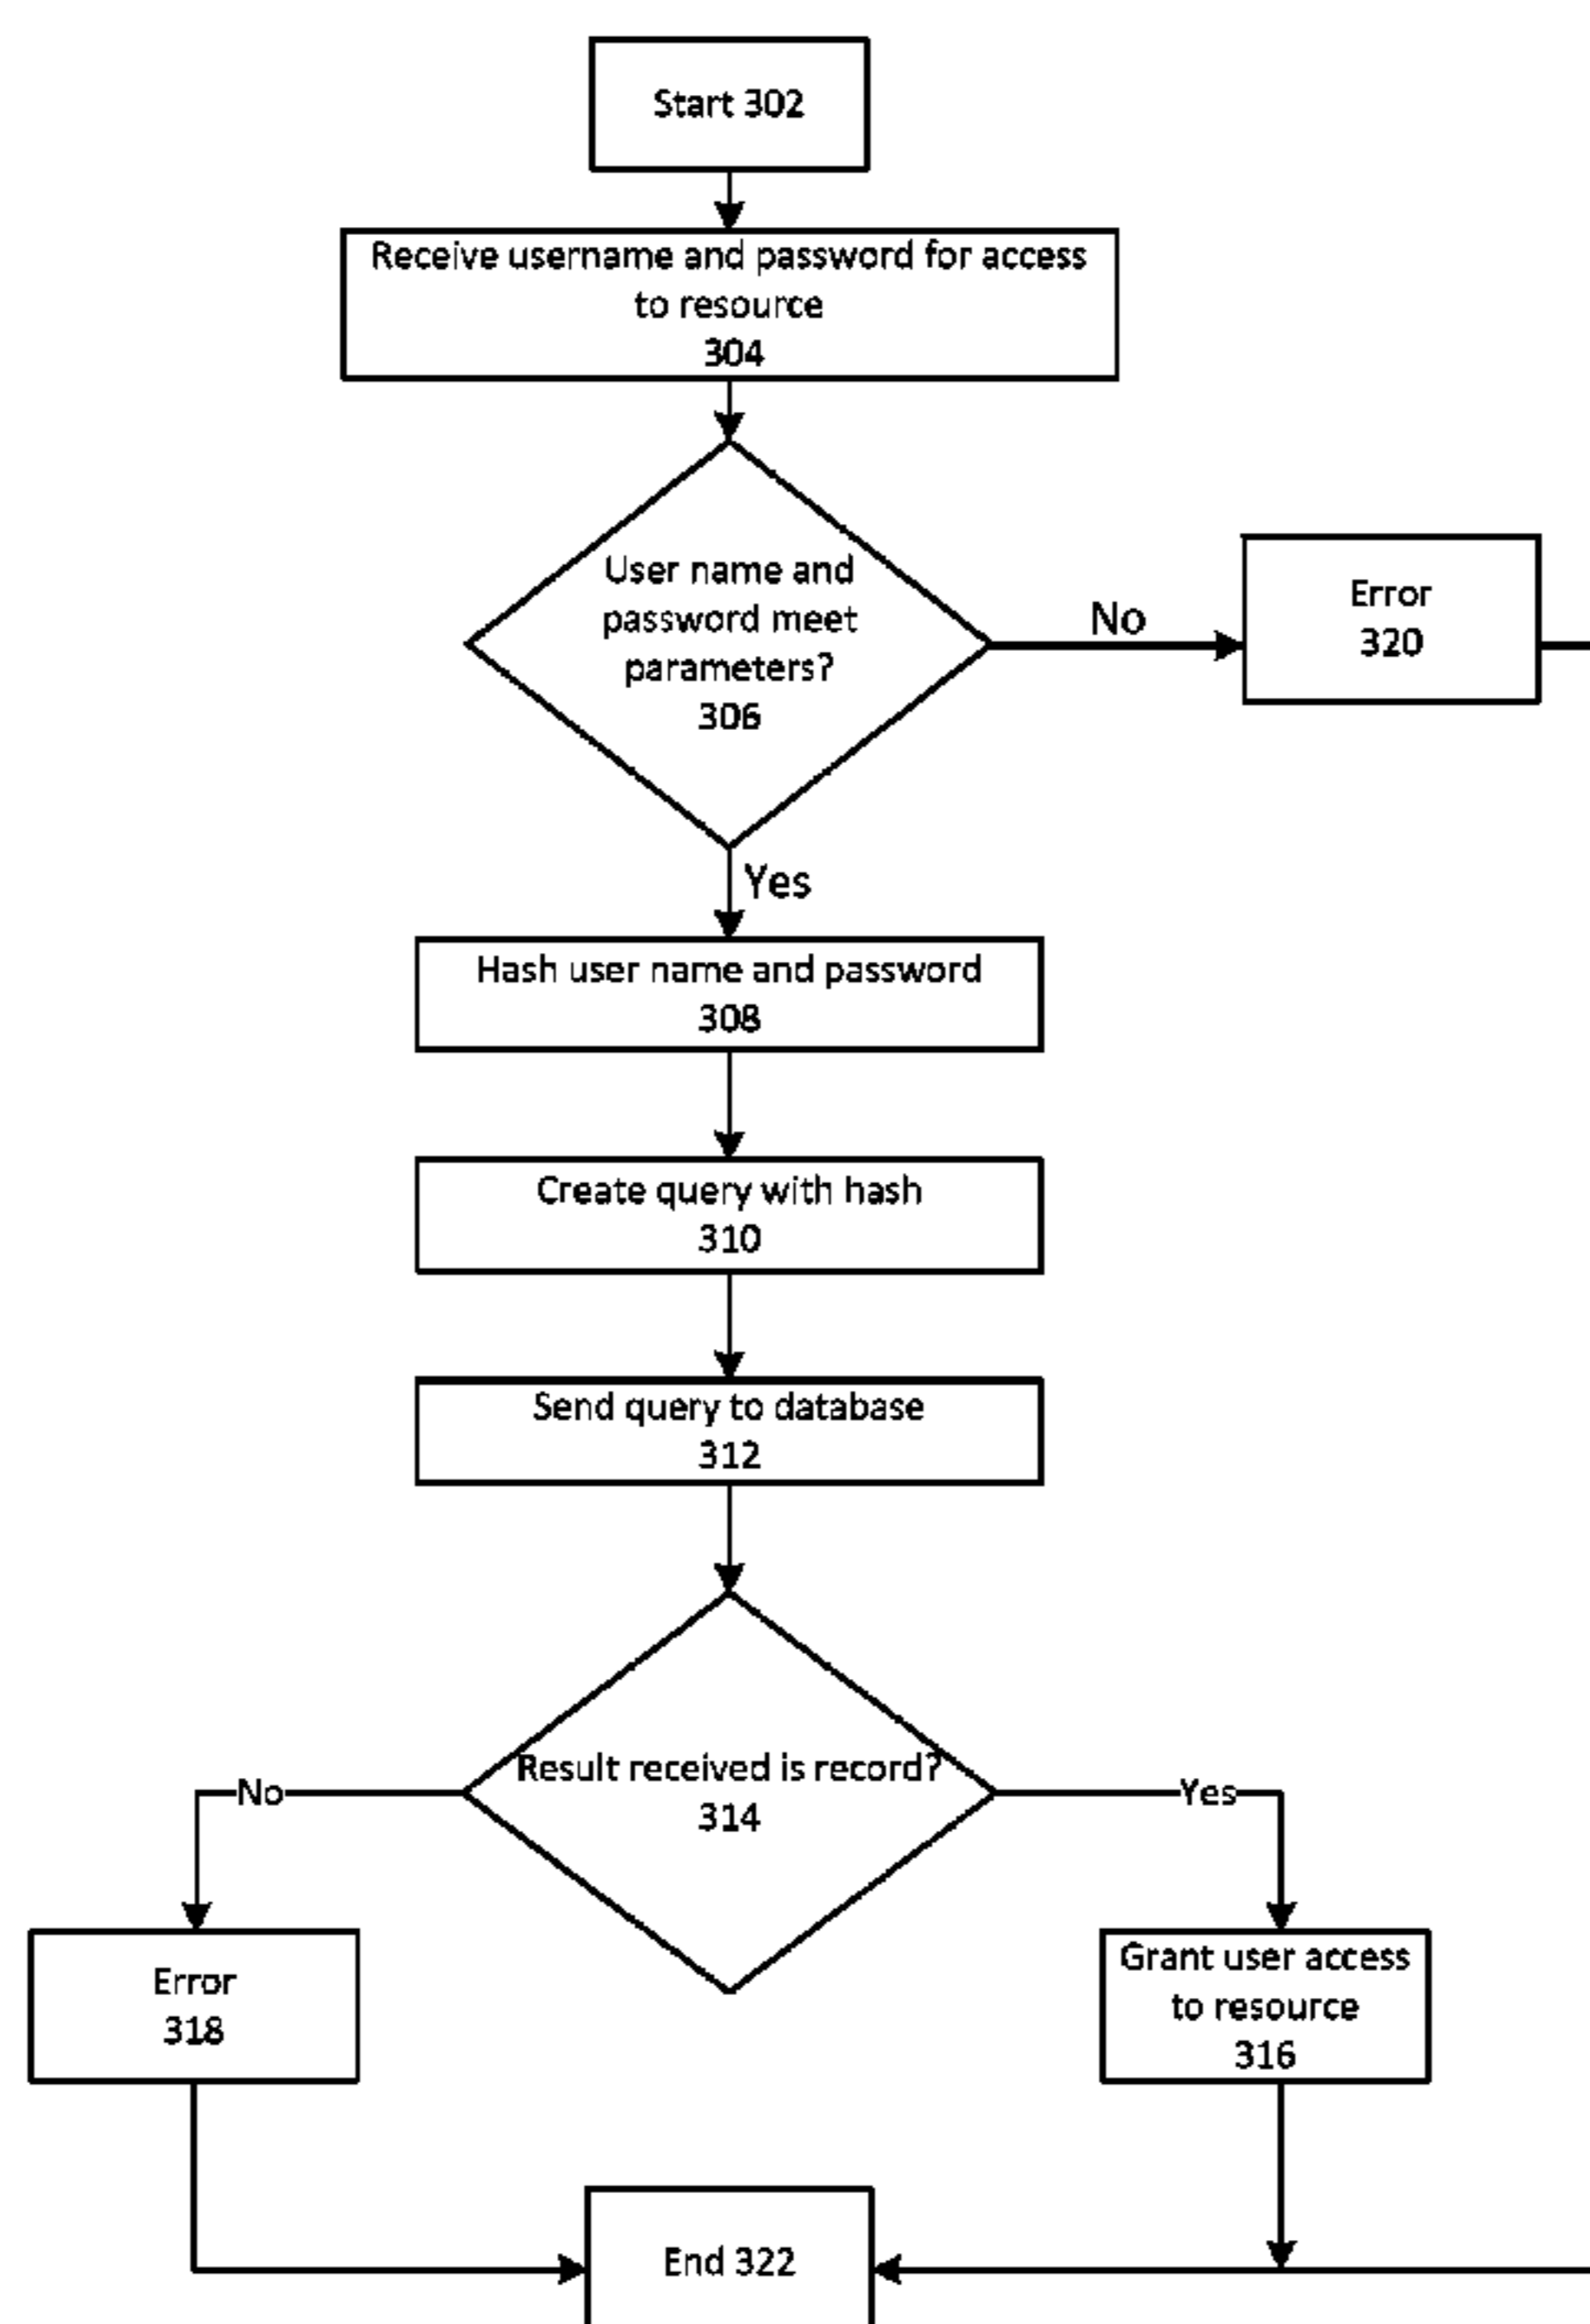 Start 302
Receive username and password for access
to resource
304
User name and
password meet
parameters?
306
No
Error
320
Yes
Hash user name and password
308
Create query with hash
310
Send query to database
312
Result received is record?
314
No
Yes
Error
318
Grant user access
to resource
316
End 322